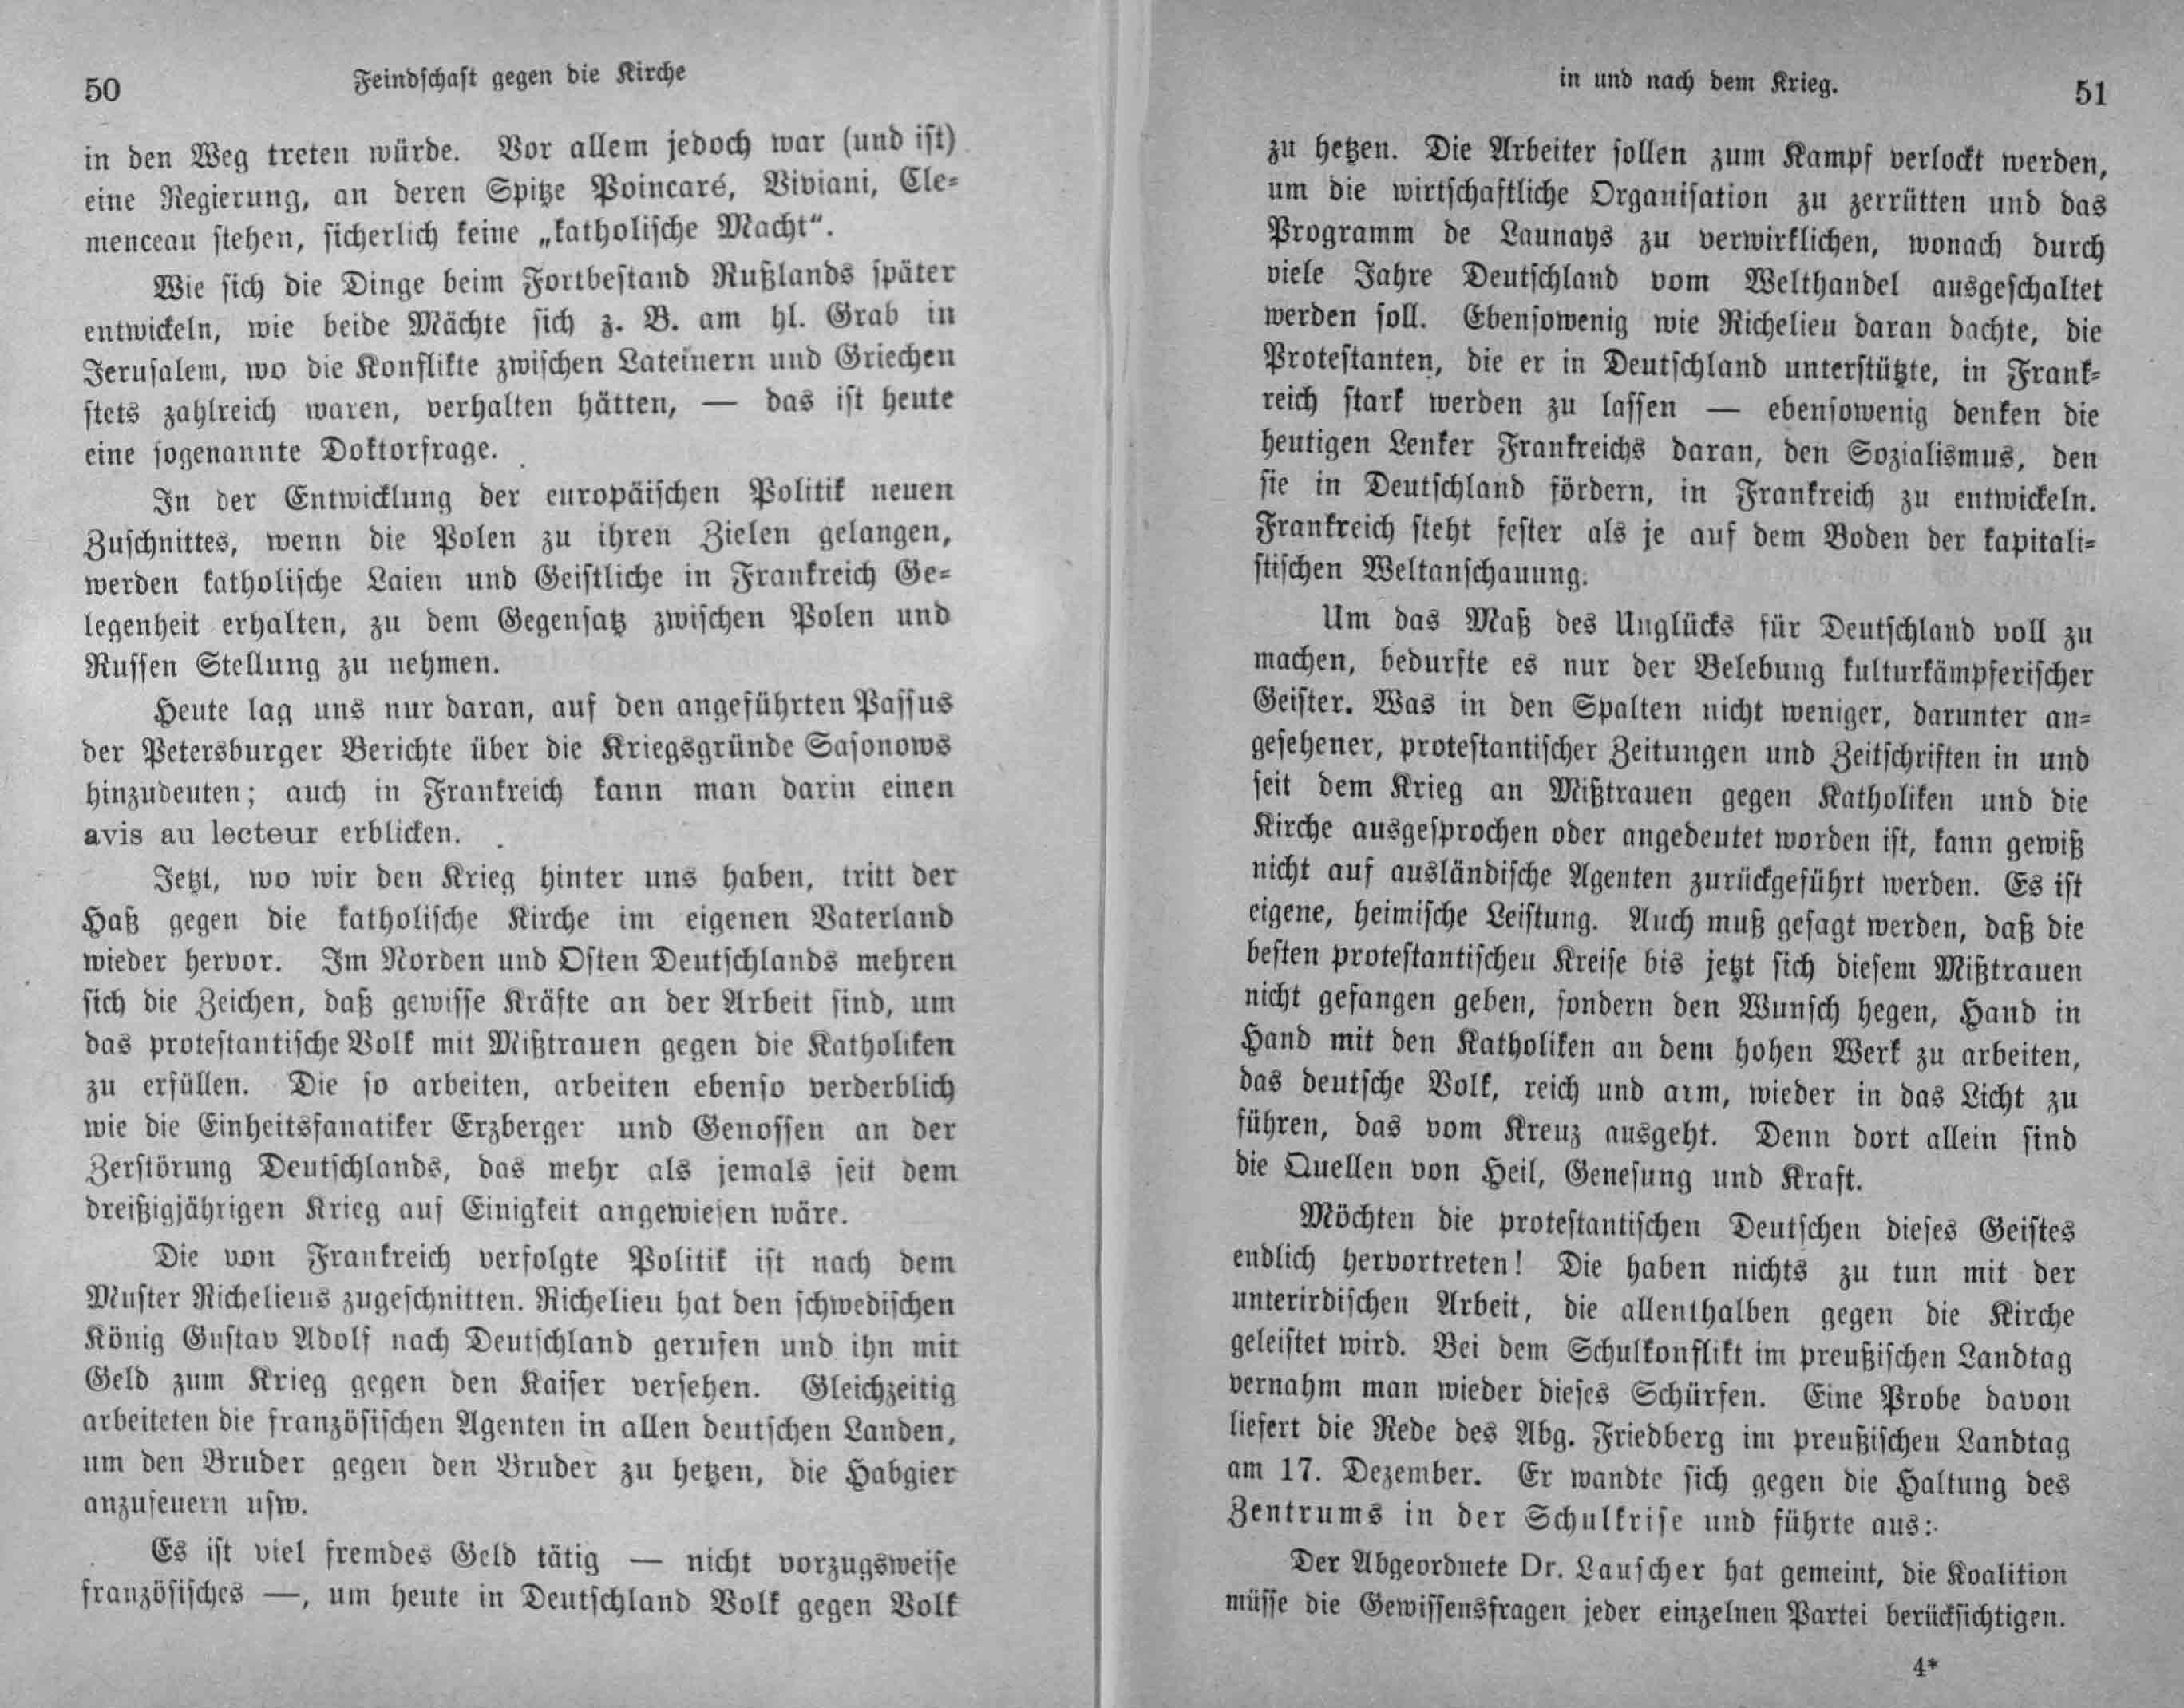 50
Feindschaft gegen die Kirche
in den Weg treten würde. Vor allem jedoch war (und ist)
eine Regierung, an deren Spitze Poincaré, Viviani, Cle=
menceau stehen, sicherlich keine „katholische Macht“.
Wie sich die Dinge beim Fortbestand Rußlands später
entwickeln, wie beide Mächte sich z. B. am hl. Grab in
Jerusalem, wo die Konflikte zwischen Lateinern und Griechen
stets zahlreich waren, verhalten hätten, — das ist heute
eine sogenannte Doktorfrage.
In der Entwicklung der europäischen Politik neuen
Zuschnittes, wenn die Polen zu ihren Zielen gelangen,
werden katholische Laien und Geistliche in Frankreich Ge=
legenheit erhalten, zu dem Gegensatz zwischen Polen und
Russen Stellung zu nehmen.
Heute lag uns nur daran, auf den angeführten Passus
der Petersburger Berichte über die Kriegsgründe Sasonows
hinzudeuten; auch in Frankreich kann man darin einen
avis au lecteur erblicken.
Jetzt, wo wir den Krieg hinter uns haben, tritt der
Haß gegen die katholische Kirche im eigenen Vaterland
wieder hervor. Im Norden und Osten Deutschlands mehren
sich die Zeichen, daß gewisse Kräfte an der Arbeit sind, um
das protestantische Volk mit Mißtrauen gegen die Katholiken
zu erfüllen. Die so arbeiten, arbeiten ebenso verderblich
wie die Einheitsfanatiker Erzberger und Genossen an der
Zerstörung Deutschlands, das mehr als jemals seit dem
dreißigjährigen Krieg auf Einigkeit angewiesen wäre.
Die von Frankreich verfolgte Politik ist nach dem
Muster Richelieus zugeschnitten. Richelieu hat den schwedischen
König Gustav Adolf nach Deutschland gerufen und ihn mit
Geld zum Krieg gegen den Kaiser versehen. Gleichzeitig
arbeiteten die französischen Agenten in allen deutschen Landen,
um den Bruder gegen den Bruder zu hetzen, die Habgier
anzufeuern usw.
Es ist viel fremdes Geld tätig — nicht vorzugsweise
französisches —, um heute in Deutschland Volk gegen Volk
in und nach dem Krieg.
51
zu hetzen. Die Arbeiter sollen zum Kampf verlockt werden,
um die wirtschaftliche Organisation zu zerrütten und das
Programm de Launays zu verwirklichen, wonach durch
viele Jahre Deutschland vom Welthandel ausgeschaltet
werden soll. Ebensowenig wie Richelieu daran dachte, die
Protestanten, die er in Deutschland unterstützte, in Frank=
reich stark werden zu lassen — ebensowenig denken die
heutigen Lenker Frankreichs daran, den Sozialismus, den
sie in Deutschland fördern, in Frankreich zu entwickeln.
Frankreich steht fester als je auf dem Boden der kapitali=
stischen Weltanschauung.
Um das Maß des Unglücks für Deutschland voll zu
machen, bedurfte es nur der Belebung kulturkämpferischer
Geister. Was in den Spalten nicht weniger, darunter an=
gesehener, protestantischer Zeitungen und Zeitschriften in und
seit dem Krieg an Mißtrauen gegen Katholiken und die
Kirche ausgesprochen oder angedeutet worden ist, kann gewiß
nicht auf ausländische Agenten zurückgeführt werden. Es ist
eigene, heimische Leistung. Auch muß gesagt werden, daß die
besten protestantischen Kreise bis jetzt sich diesem Mißtrauen
nicht gefangen geben, sondern den Wunsch hegen, Hand in
Hand mit den Katholiken an dem hohen Werk zu arbeiten,
das deutsche Volk, reich und arm, wieder in das Licht zu
führen, das vom Kreuz ausgeht. Denn dort allein sind
die Quellen von Heil, Genesung und Kraft.
Möchten die protestantischen Deutschen dieses Geistes
endlich hervortreten! Die haben nichts zu tun mit der
unterirdischen Arbeit, die allenthalben gegen die Kirche
geleistet wird. Bei dem Schulkonflikt im preußischen Landtag
vernahm man wieder dieses Schürfen. Eine Probe davon
liefert die Rede des Abg. Friedberg im preußischen Landtag
am 17. Dezember. Er wandte sich gegen die Haltung des
Zentrums in der Schulkrise und führte aus:
Der Abgeordnete Dr. Lauscher hat gemeint, die Koalition
müsse die Gewissensfragen jeder einzelnen Partei berücksichtigen.
4*